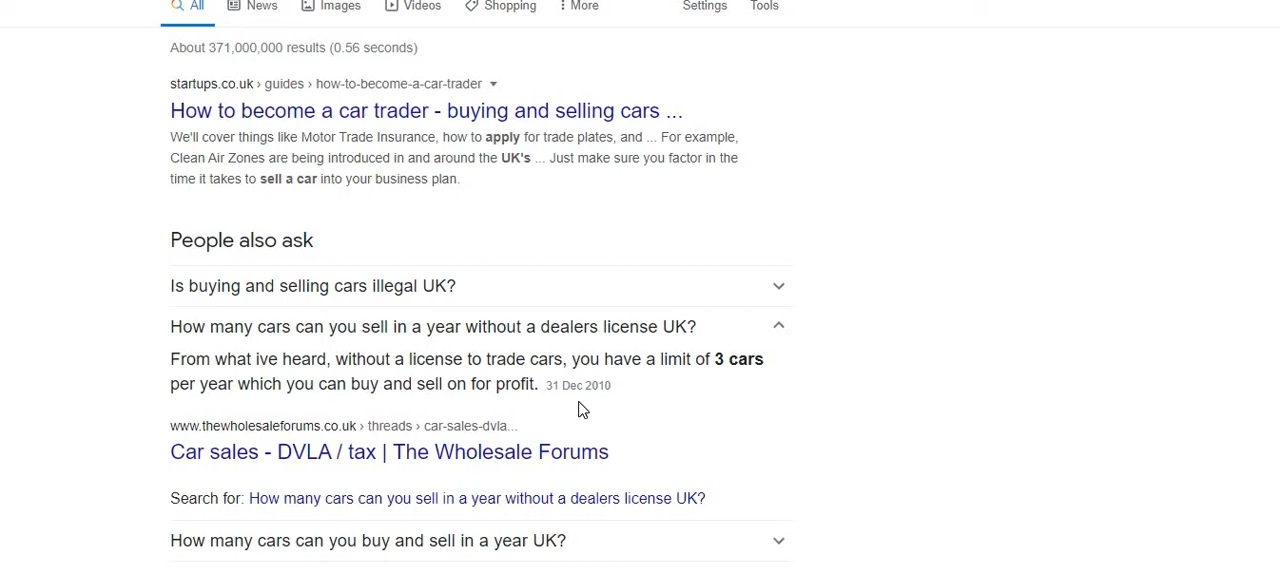 All News Images Videos Shopping More Settings Tools
About 371,000,000 results (0.56 seconds)
startups.co.uk › guides › how-to-become-a-car-trader
How to become a car trader - buying and selling cars ...
We'll cover things like Motor Trade Insurance, how to apply for trade plates, and ... For example,
Clean Air Zones are being introduced in and around the UK's ... Just make sure you factor in the
time it takes to sell a car into your business plan.
People also ask
Is buying and selling cars illegal UK?
How many cars can you sell in a year without a dealers license UK?
From what ive heard, without a license to trade cars, you have a limit of 3 cars
per year which you can buy and sell on for profit. 31 Dec 2010
www.thewholesaleforums.co.uk › threads › car-sales-dvla...
Car sales - DVLA / tax | The Wholesale Forums
Search for: How many cars can you sell in a year without a dealers license UK?
How many cars can you buy and sell in a year UK?